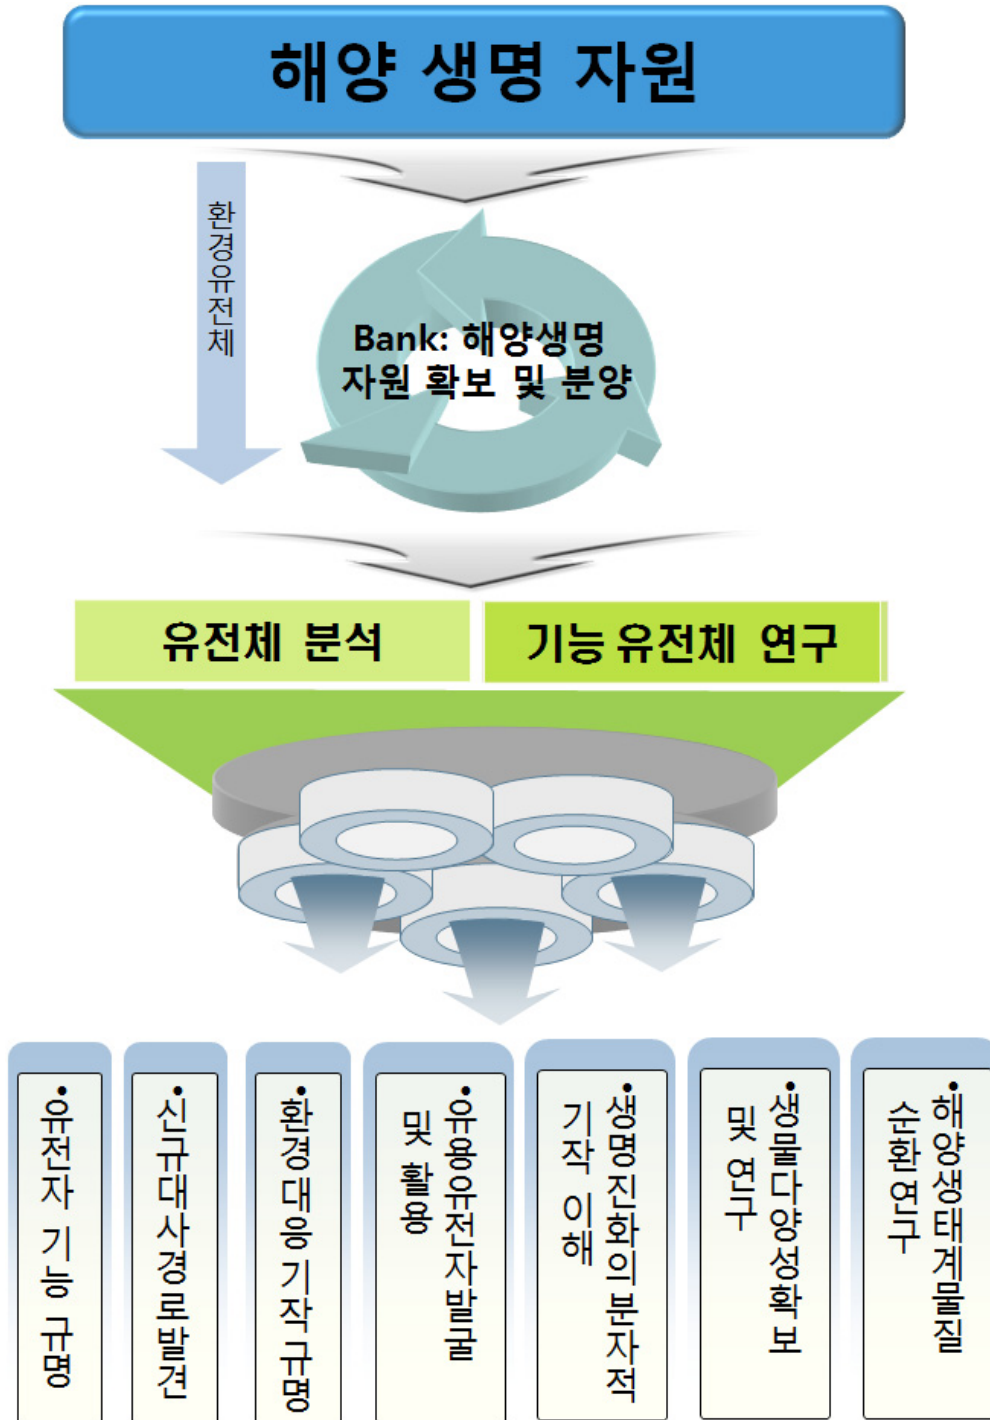 해양 생명 자원
환경유전체
Bank: 해양생명
자원 확보 및 분양
유전체 분석
기능 유전체 연구
•유전자 기능 규명
•신규대사경로발견
•환경대응기작규명
•유용유전자발굴
및 활용
•생명진화의분자적
기작 이해
•생물다양성확보
및 연구
•해양생태계물질
순환연구